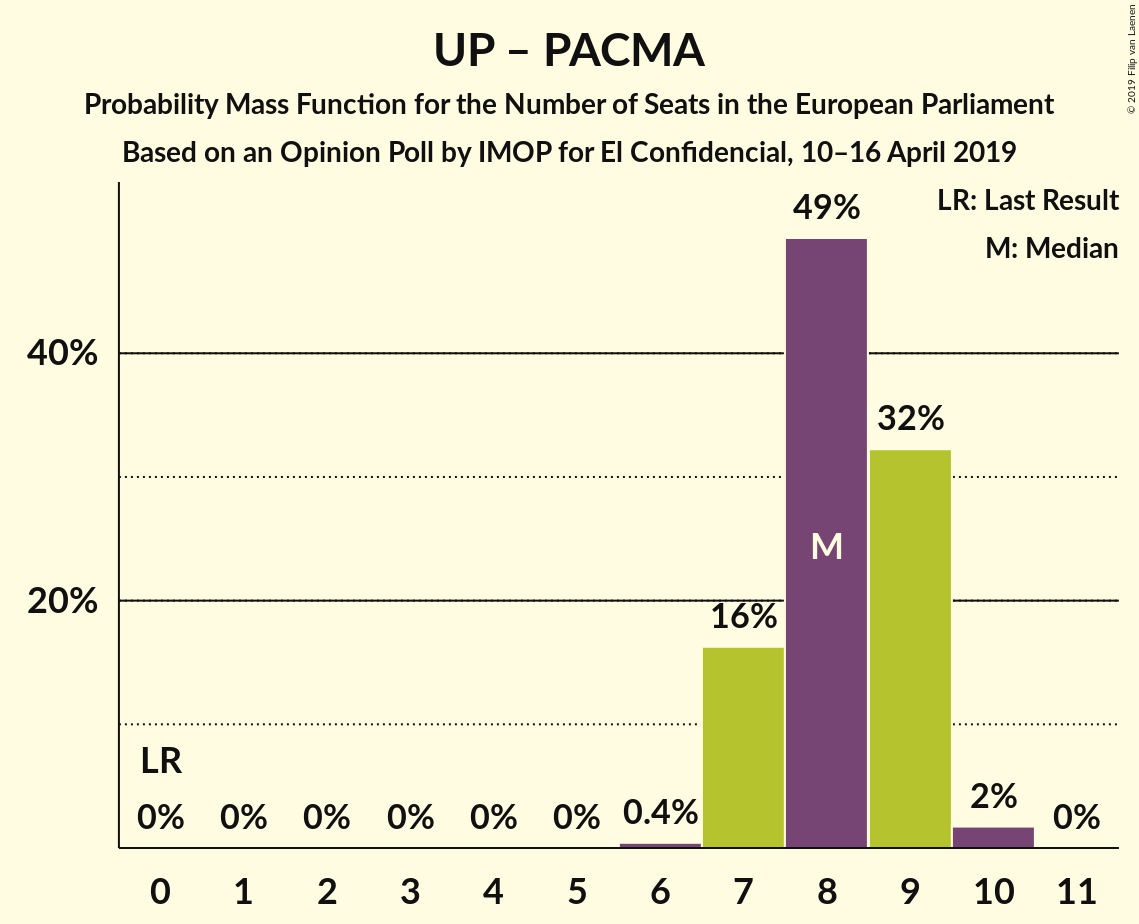 UP – PACMA
Probability Mass Function for the Number of Seats in the European Parliament
Based on an Opinion Poll by IMOP for El Confidencial, 10–16 April 2019
© 2019 Filip van Laenen
LR: Last Result
M: Median
49%
40%
32%
M
20%
16%
LR
0% 0% 0% 0% 0% 0% 0.4% 2% 0%
0 1 2 3 4 5 6 7 8 9 10 11